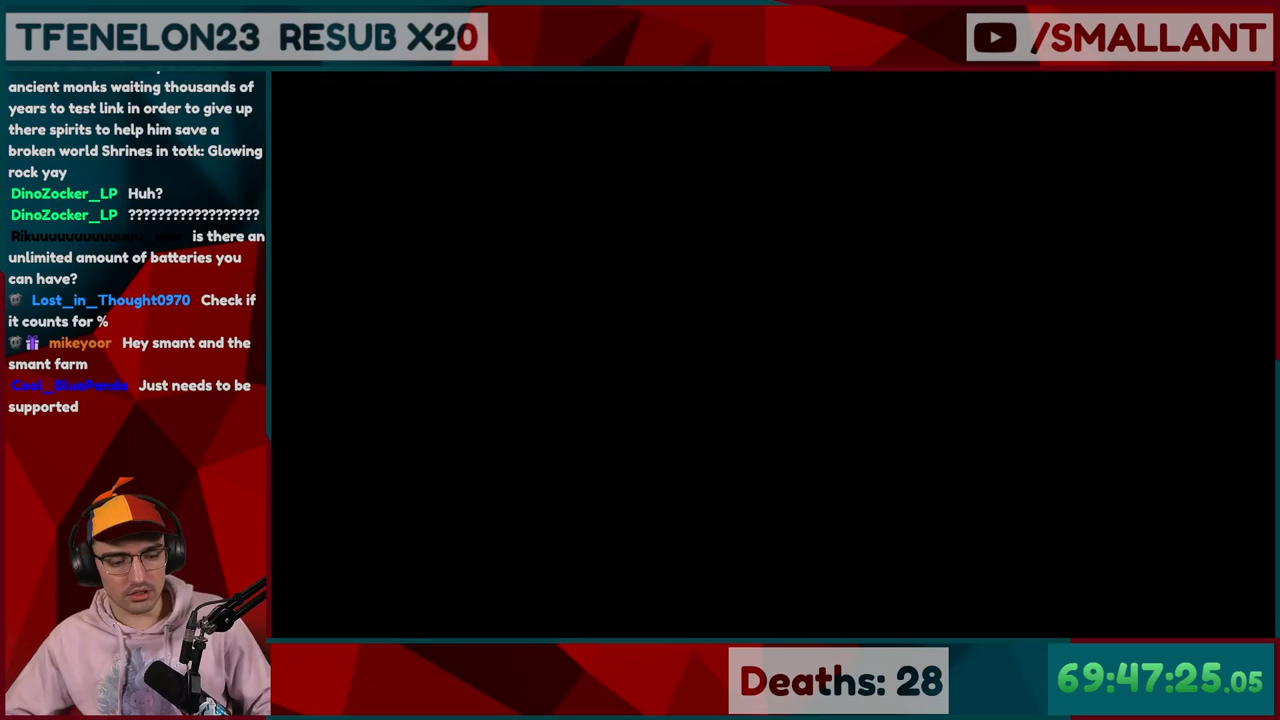 TFENELON23 RESUB X20
/SMALLANT
ancient monks waiting thousands of
years to test link in order to give up
there spirits to help him save a
broken world Shrines in totk: Glowing
rock yay
DinoZocker_LP Huh?
DinoZocker_LP ??????????????????
is there an
unlimited amount of batteries you
can have?
Lost_in_Thought0970 Check if
it counts for %
mikeyoor Hey smant and the
smant farm
Cool_BluePanda Just needs to be
supported
Deaths: 28
69:47:25.05